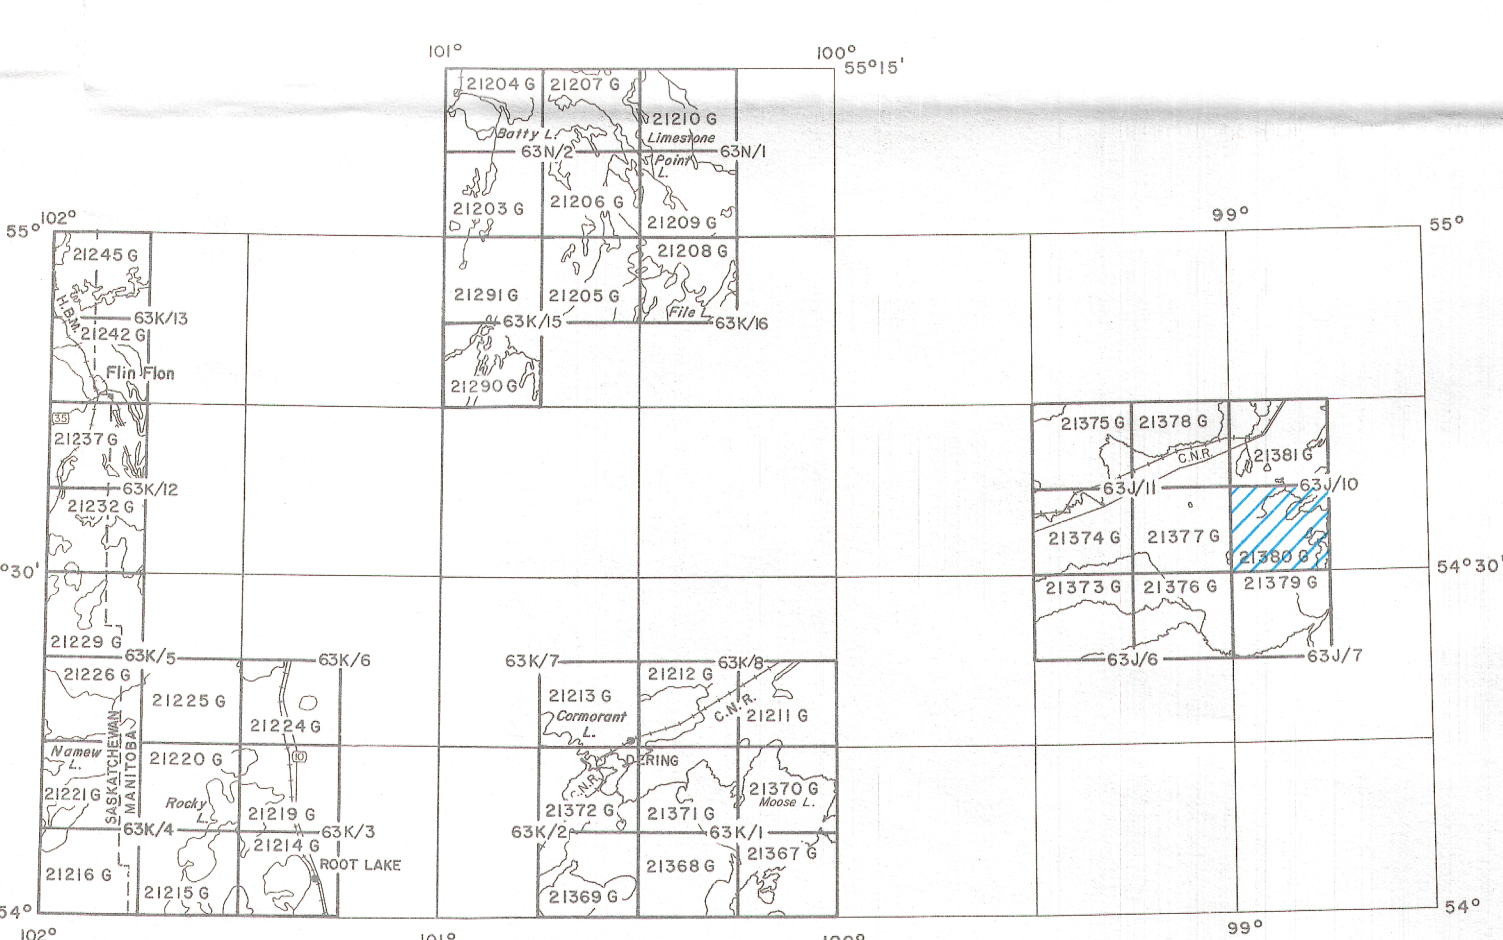 101°
100°
55°15'
21204 G
21207 G
21210 G
Batty L.
Limestone
Point
L.
63N/2
63N/1
21203 G
21206 G
21209 G
21208 G
21291 G
21205 G
File L.
63K/15
63K/16
21290 G
55°
102°
21245 G
H.B.M.
63K/13
21242 G
Flin Flon
35
21237 G
63K/12
21232 G
°30'
21229 G
63K/5
63K/6
21226 G
21225 G
21224 G
Namew
L.
SASKATCHEWAN
MANITOBA
21220 G
10
21221 G
Rocky
L.
21219 G
63K/4
63K/3
21214 G
ROOT LAKE
21216 G
21215 G
54°
102°
63K/7
63K/8
21213 G
21212 G
Cormorant
L.
C.N.R.
21211 G
DERING
C.N.R.
21372 G
21371 G
21370 G
Moose L.
63K/2
63K/1
21367 G
21368 G
21369 G
101°
100°
99°
55°
21375 G
21378 G
C.N.R.
21381 G
63J/11
63J/10
21374 G
21377 G
21380 G
54°30'
21373 G
21376 G
21379 G
63J/6
63J/7
54°
99°